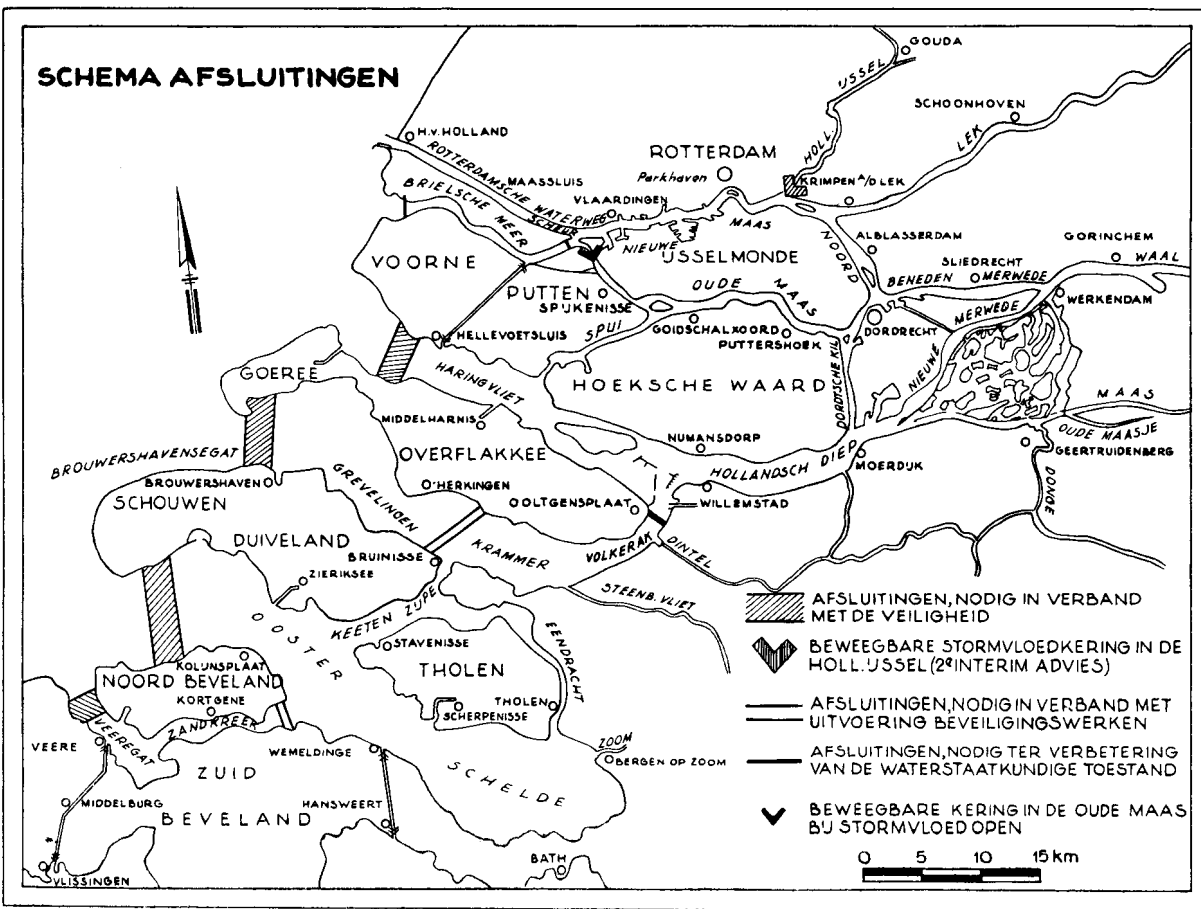 SCHEMA AFSLUITINGEN
GOUDA
IJSSEL
HOLL
SCHOONHOVEN
LEK
H.V. HOLLAND
ROTTERDAMSCHE WATERWEG
MAASSLUIS
ROTTERDAM
Parkhaven
KRIMPEN A/D LEK
BRIELSCHE MEER
SCHEUR
VLAARDINGEN
NIEUWE
MAAS
NOORD
ALBLASSERDAM
GORINCHEM
WAAL
VOORNE
IJSSELMONDE
SLIEDRECHT
BENEDEN MERWEDE
PUTTEN
SPIJKENISSE
OUDE MAAS
WERKENDAM
NIEUWE MERWEDE
HELLEVOETSLUIS
SPUI
GOIDSCHALXOORD
PUTTERSHOEK
DORDRECHT
GOEREE
HARINGVLIET
HOEKSCHE WAARD
DORDTSCHE KIL
MAAS
MIDDELHARNIS
NUMANSDORP
OUDE MAASJE
BROUWERSHAVENSEGAT
OVERFLAKKEE
HOLLANDSCH DIEP
MOERDIJK
GEERTRUIDENBERG
BROUWERSHAVEN
GREVELINGEN
HERKINGEN
OOLTGENSPLAAT
WILLEMSTAD
DONGE
SCHOUWEN
DUIVELAND
BRUINISSE
KRAMMER
VOLKERAK
DINTEL
ZIERIKSEE
STEENB. VLIET
KEETEN ZIJPE
OOSTER
STAVENISSE
EENDRACHT
KOLIJNSPLAAT
THOLEN
NOORD BEVELAND
KORTGENE
THOLEN
SCHERPENISSE
ZANDKREEK
VEEREGAT
VEERE
WEMELDINGE
ZOOM
BERGEN OP ZOOM
ZUID
SCHELDE
MIDDELBURG
BEVELAND
HANSWEERT
BATH
VLISSINGEN
AFSLUITINGEN, NODIG IN VERBAND
MET DE VEILIGHEID
BEWEEGBARE STORMVLOEDKERING IN DE
HOLL. IJSSEL (2e INTERIM ADVIES)
AFSLUITINGEN, NODIG IN VERBAND MET
UITVOERING BEVEILIGINGSWERKEN
AFSLUITINGEN, NODIG TER VERBETERING
VAN DE WATERSTAATKUNDIGE TOESTAND
BEWEEGBARE KERING IN DE OUDE MAAS
BIJ STORMVLOED OPEN
0 5 10 15 km